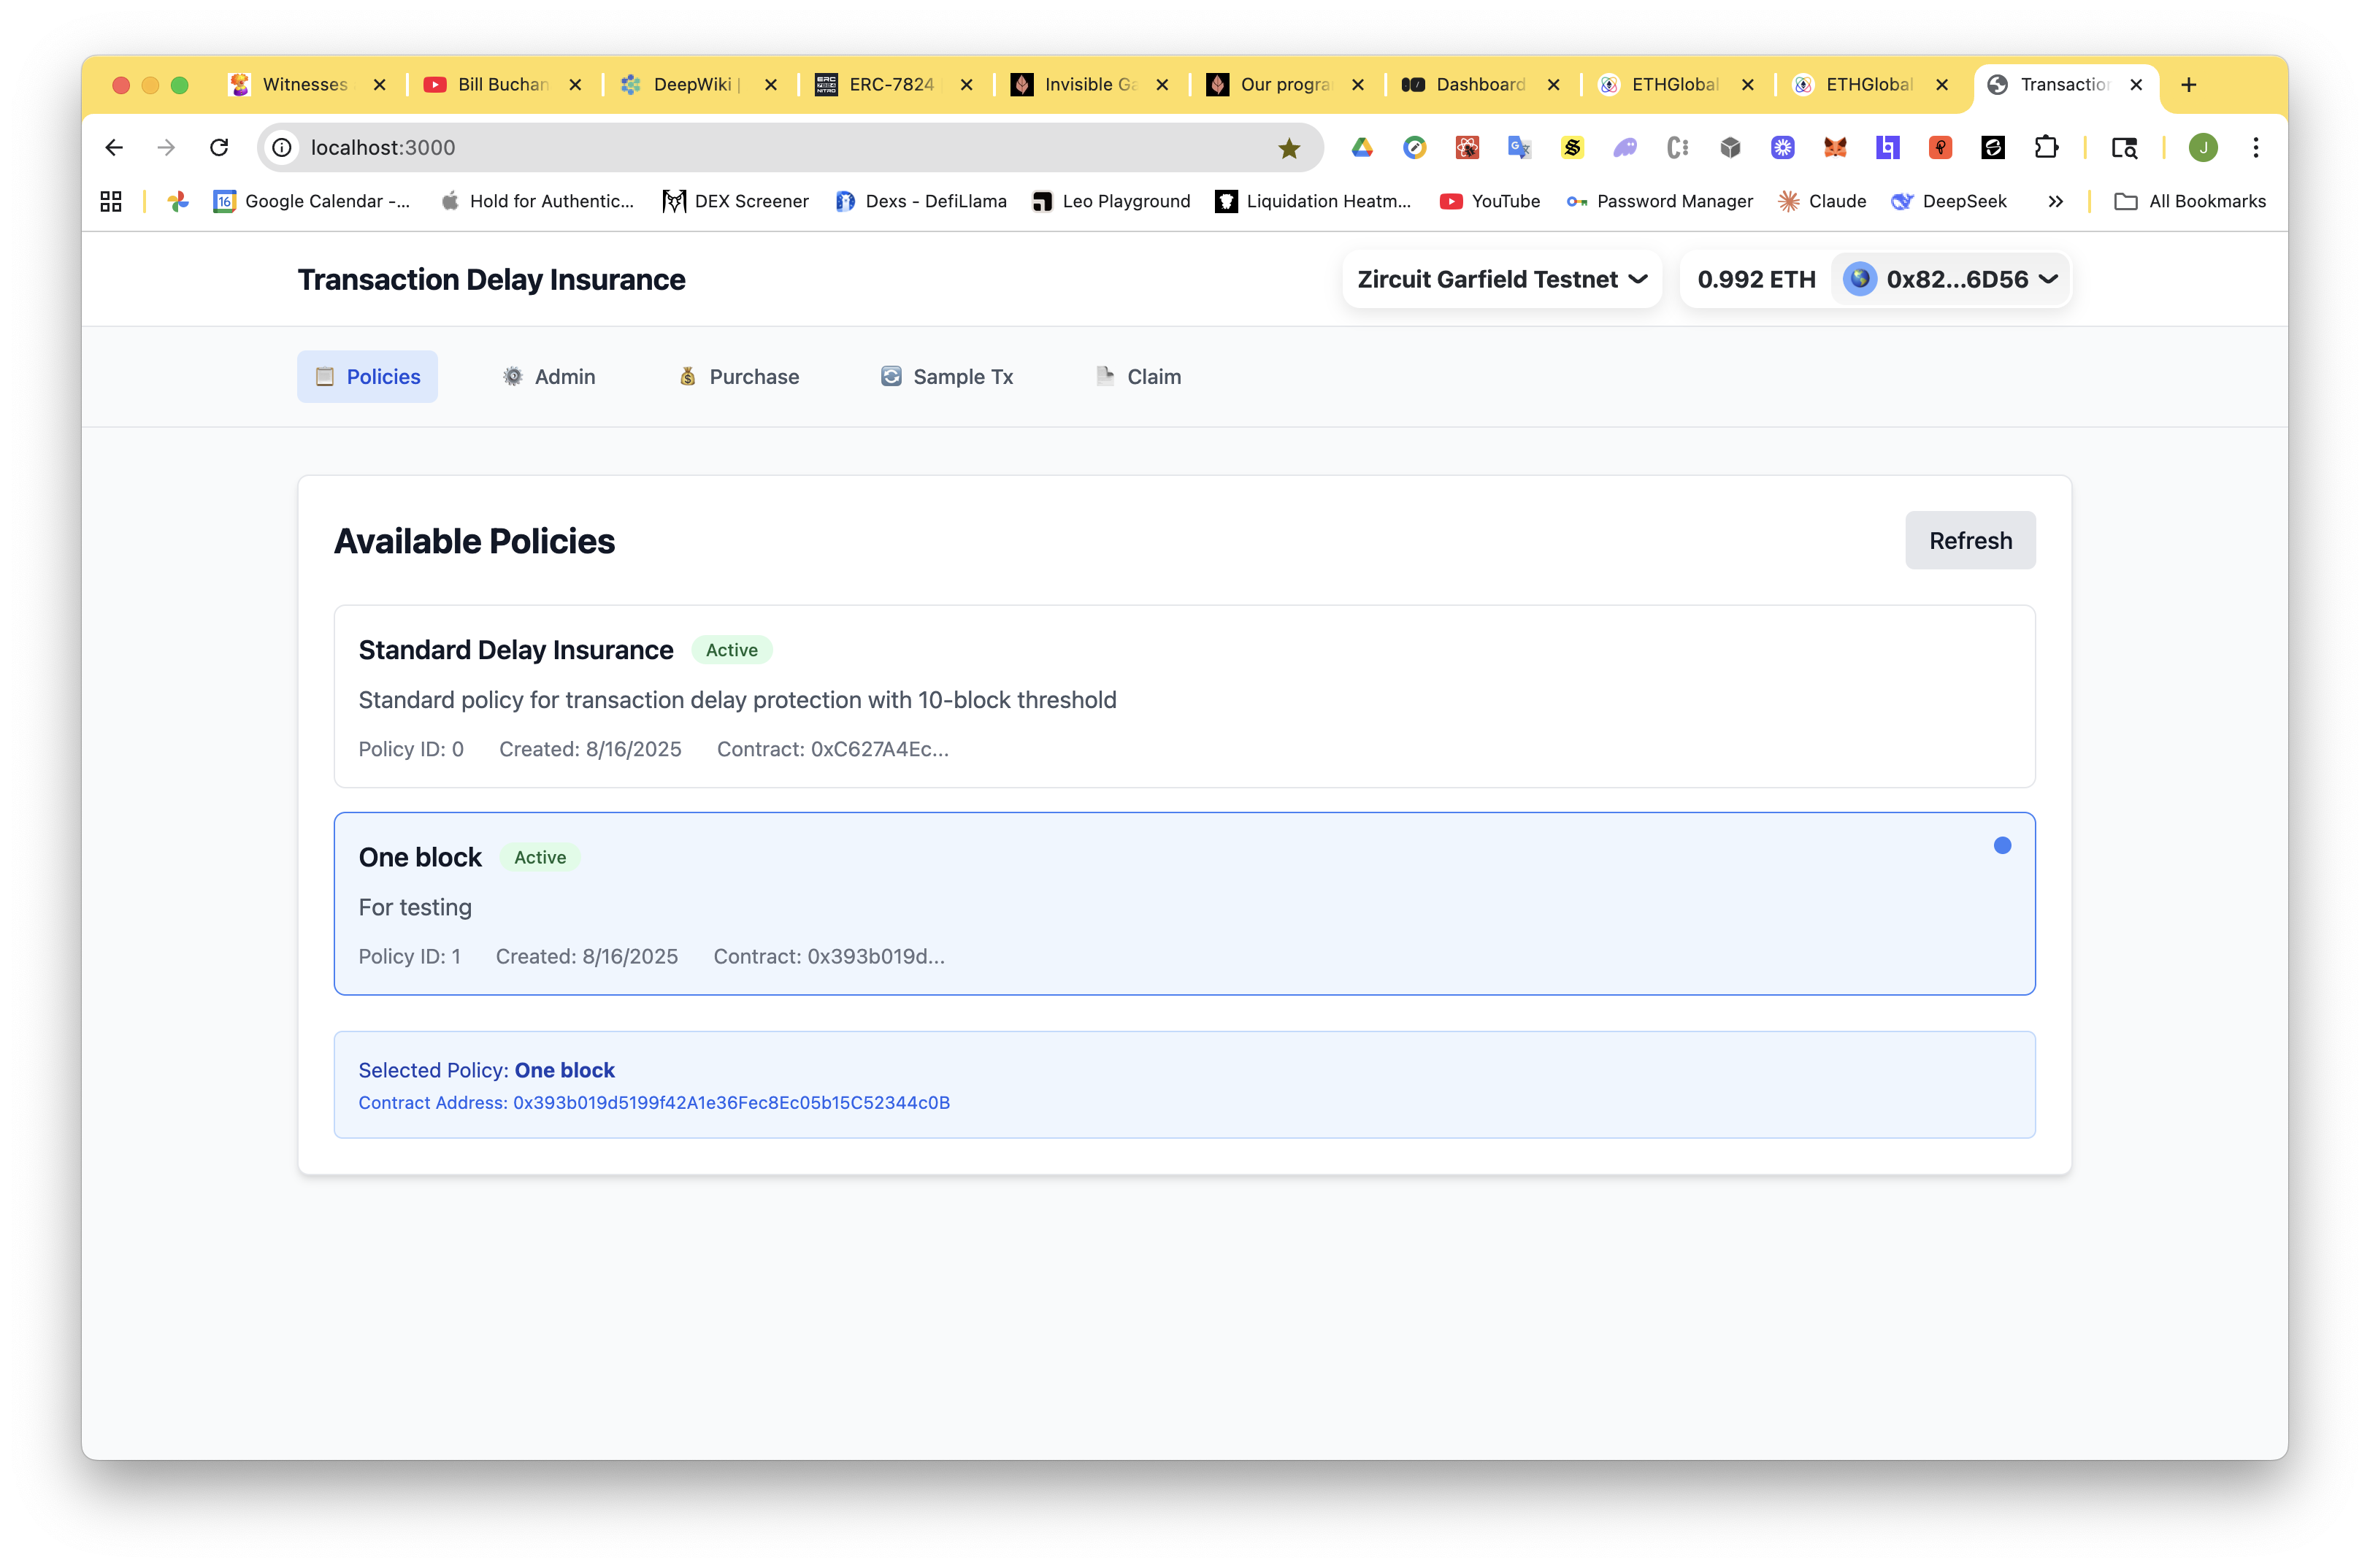 Witnesses
Bill Buchan
DeepWiki |
ERC-7824
Invisible Ga
Our progra
Dashboard
ETHGlobal
ETHGlobal
Transaction
localhost:3000
J
16 Google Calendar -...
Hold for Authentic...
DEX Screener
Dexs - DefiLlama
Leo Playground
Liquidation Heatm...
YouTube
Password Manager
Claude
DeepSeek
All Bookmarks
Transaction Delay Insurance
Zircuit Garfield Testnet
0.992 ETH
0x82...6D56
Policies
Admin
Purchase
Sample Tx
Claim
Available Policies
Refresh
Standard Delay Insurance Active
Standard policy for transaction delay protection with 10-block threshold
Policy ID: 0 Created: 8/16/2025 Contract: 0xC627A4Ec...
One block Active
For testing
Policy ID: 1 Created: 8/16/2025 Contract: 0x393b019d...
Selected Policy: One block
Contract Address: 0x393b019d5199f42A1e36Fec8Ec05b15C52344c0B